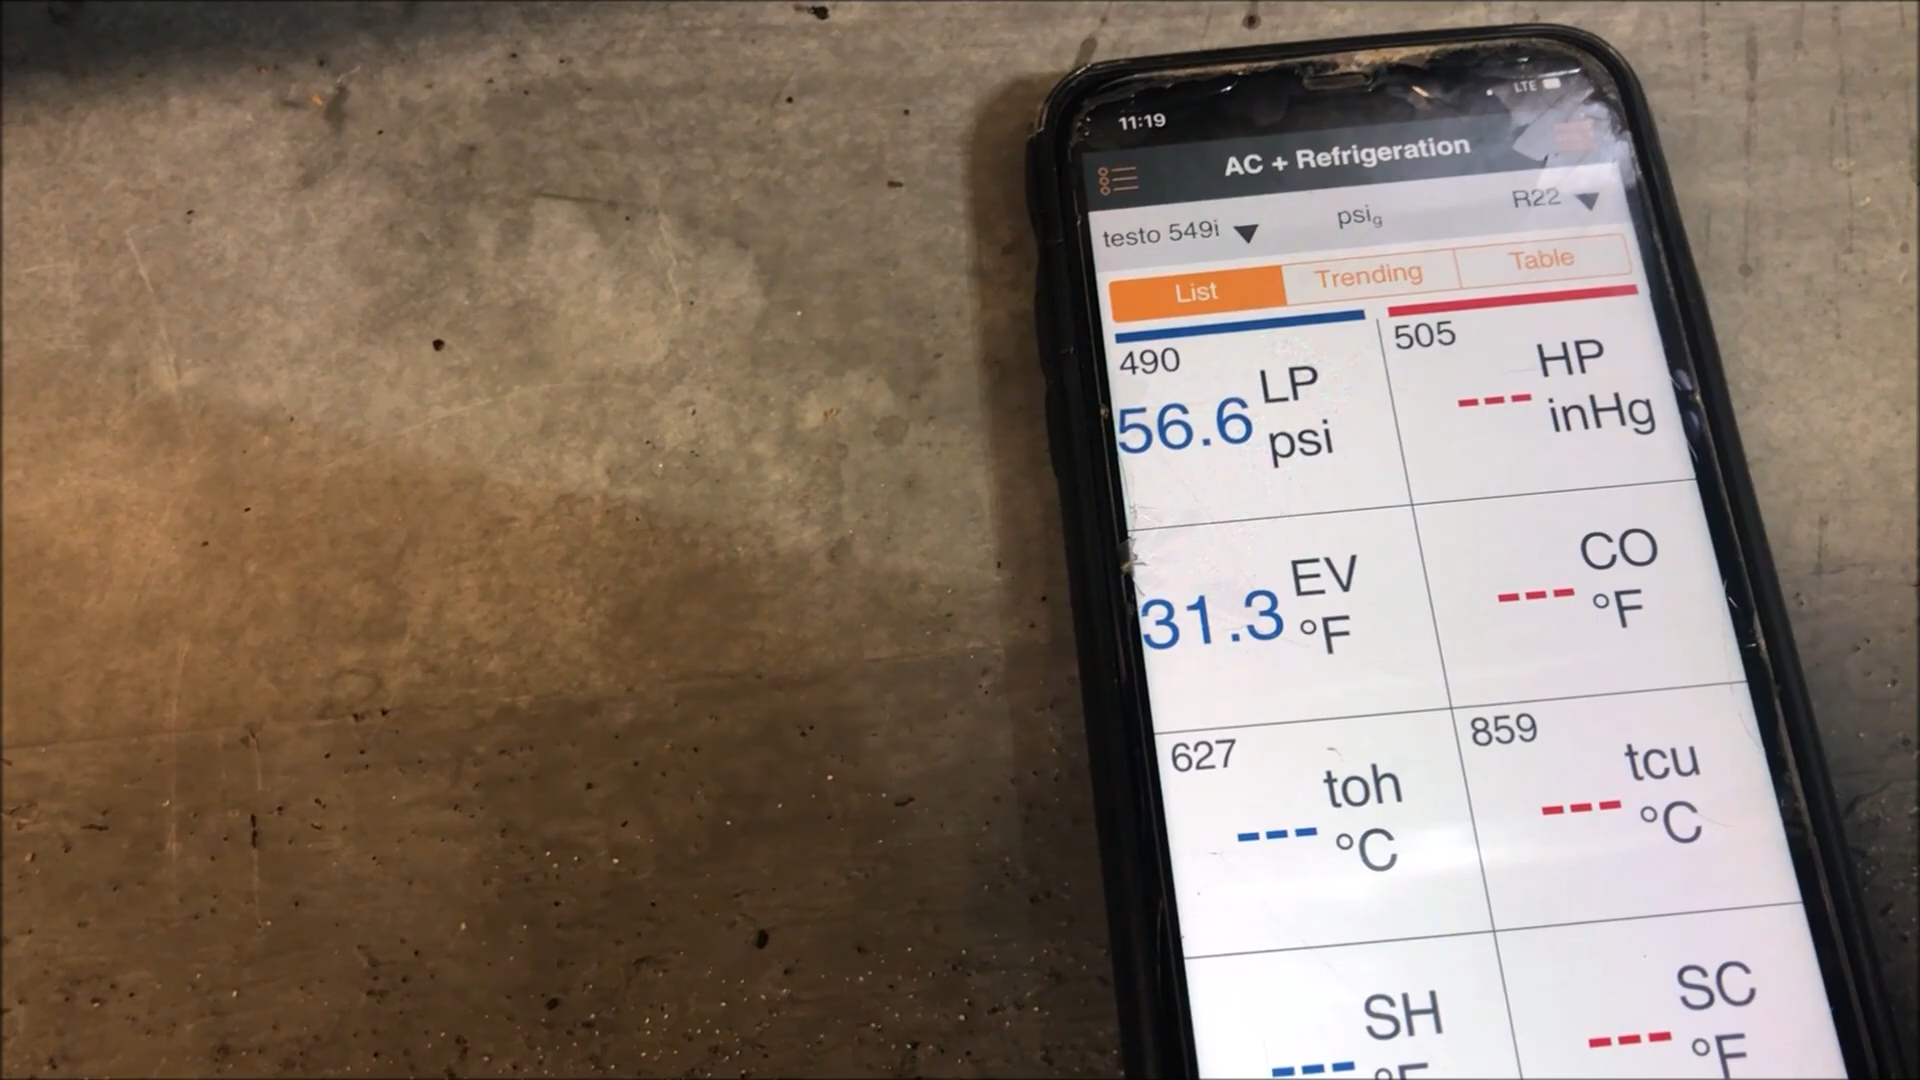 11:19 LTE
AC + Refrigeration
testo 549i psig R22
List Trending Table
490
LP
56.6 psi
505
HP
--- inHg
EV
31.3 °F
CO
--- °F
627
toh
--- °C
859
tcu
--- °C
SH
--- °F
SC
--- °F